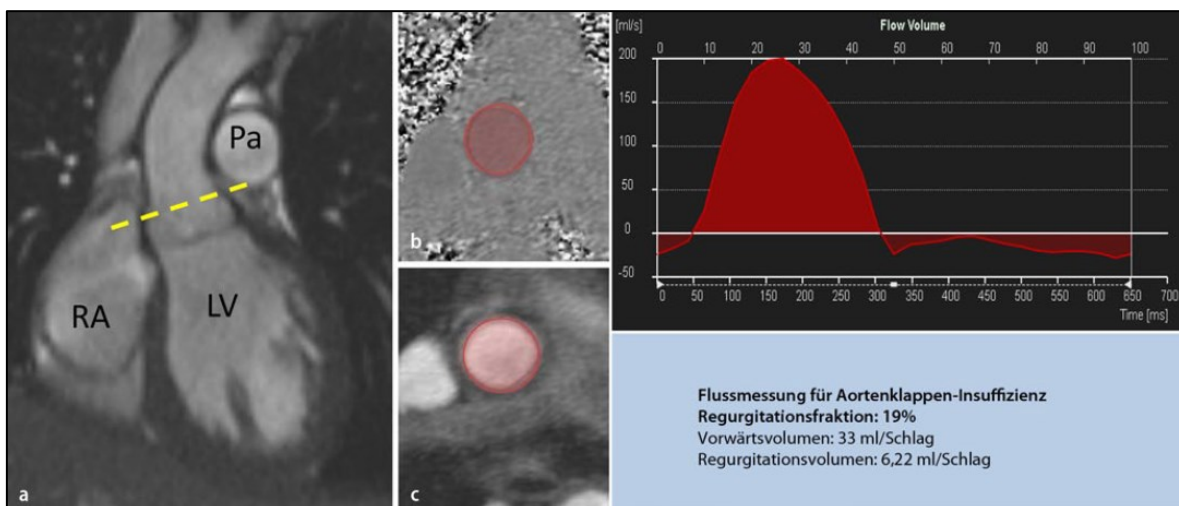 Pa
RA
LV
a
b
c
[ml/s]
Flow Volume
0 10 20 30 40 50 60 70 80 90 100
200
150
100
50
0
-50
0 50 100 150 200 250 300 350 400 450 500 550 600 650 700
Time [ms]
Flussmessung für Aortenklappen-Insuffizienz
Regurgitationsfraktion: 19%
Vorwärtsvolumen: 33 ml/Schlag
Regurgitationsvolumen: 6,22 ml/Schlag